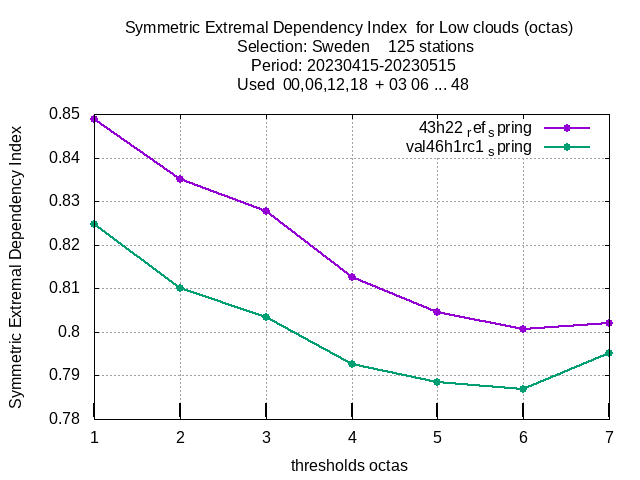 Symmetric Extremal Dependency Index  for Low clouds (octas)
Selection: Sweden    125 stations
Period: 20230415-20230515
Used  00,06,12,18  + 03 06 ... 48
Symmetric Extremal Dependency Index
0.85
0.84
0.83
0.82
0.81
0.8
0.79
0.78
43h22 ref spring
val46h1rc1 spring
1 2 3 4 5 6 7
thresholds octas